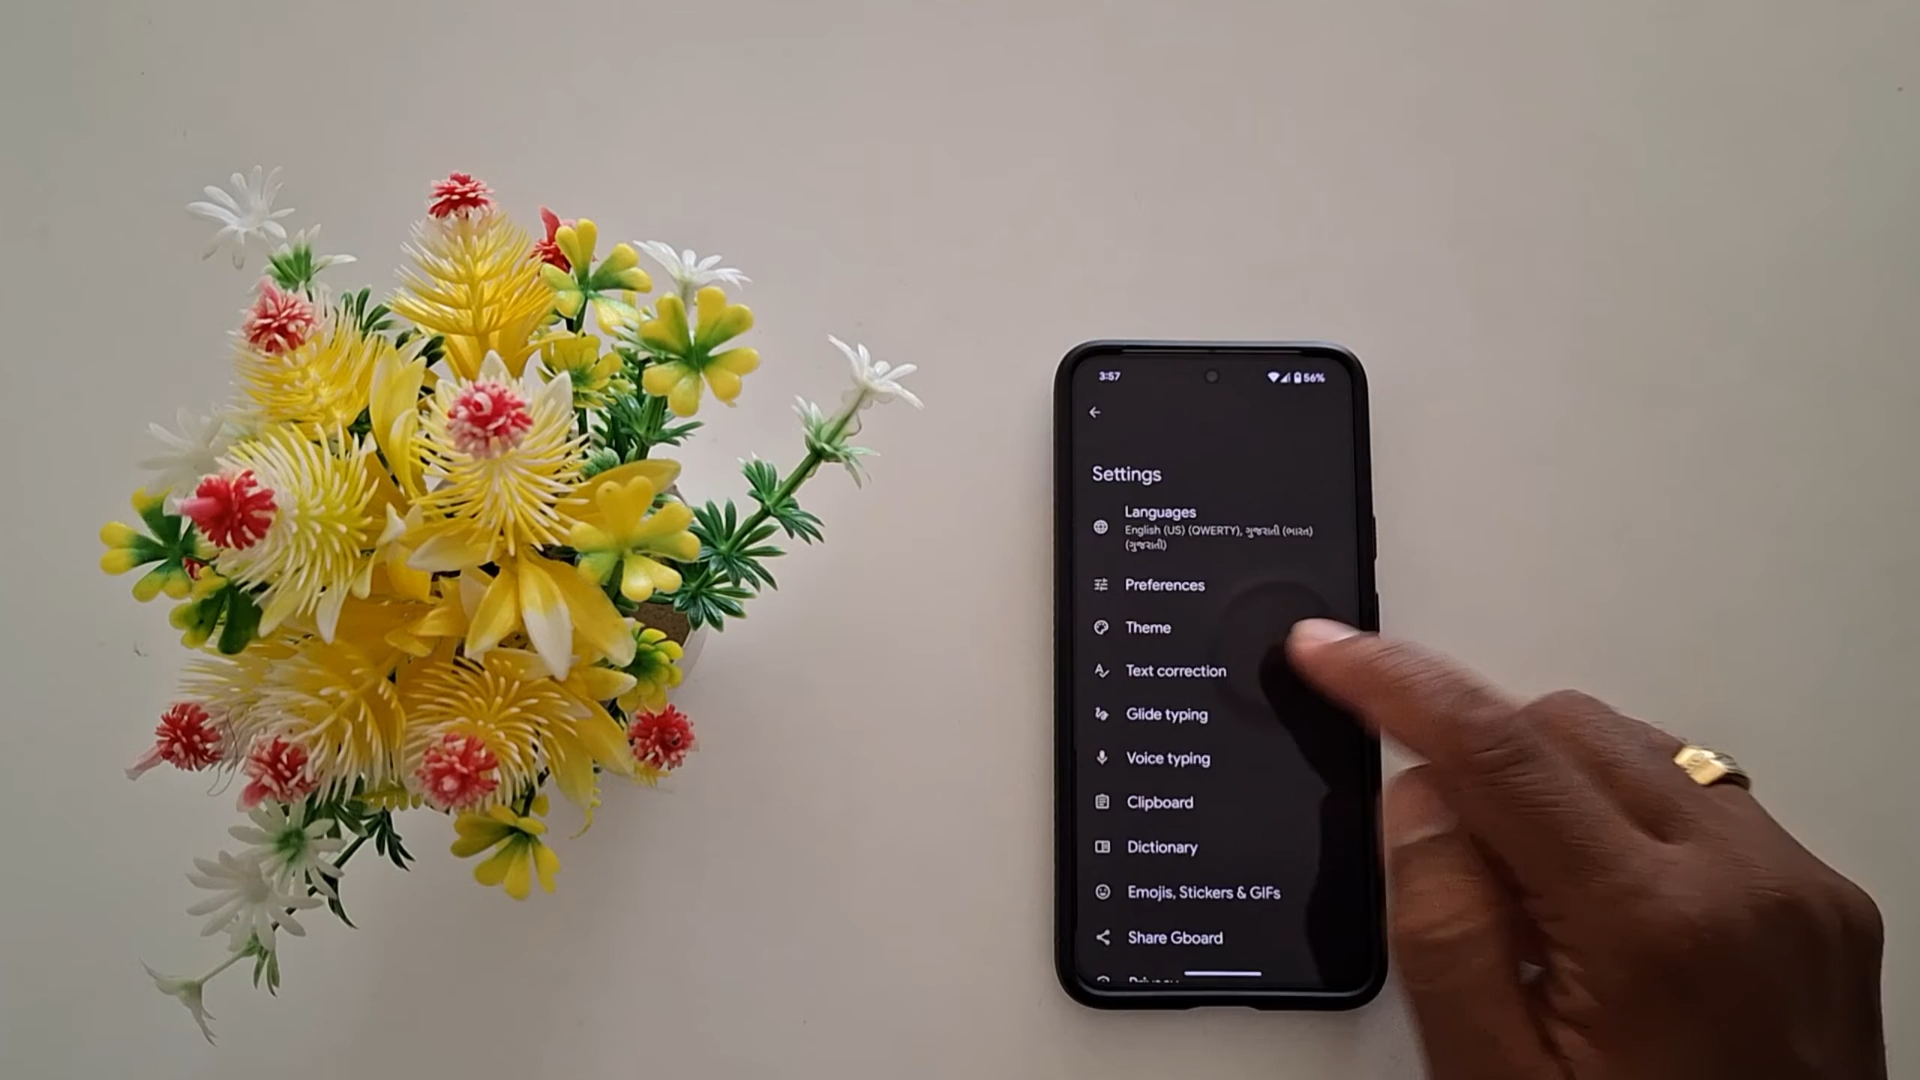 3:57
56%
Settings
Languages
English (US) (QWERTY), ગુજરાતી (ભારત)
(ગુજરાતી)
Preferences
Theme
Text correction
Glide typing
Voice typing
Clipboard
Dictionary
Emojis, Stickers & GIFs
Share Gboard